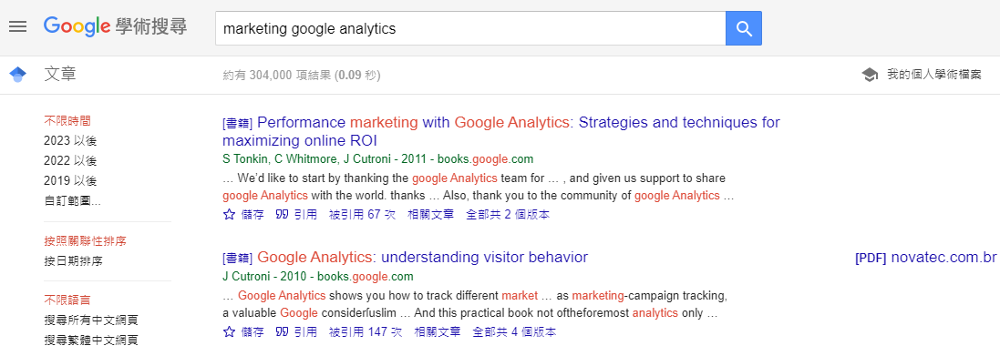 Google 學術搜尋
marketing google analytics
文章
約有 304,000 項結果 (0.09 秒)
我的個人學術檔案
不限時間
2023 以後
2022 以後
2019 以後
自訂範圍...
按照關聯性排序
按日期排序
不限語言
搜尋所有中文網頁
搜尋繁體中文網頁
[書籍] Performance marketing with Google Analytics: Strategies and techniques for
maximizing online ROI
S Tonkin, C Whitmore, J Cutroni - 2011 - books.google.com
… We'd like to start by thanking the google Analytics team for … , and given us support to share
google Analytics with the world. thanks … Also, thank you to the community of google Analytics …
儲存 引用 被引用 67 次 相關文章 全部共 2 個版本
[書籍] Google Analytics: understanding visitor behavior
[PDF] novatec.com.br
J Cutroni - 2010 - books.google.com
… Google Analytics shows you how to track different market … as marketing-campaign tracking,
a valuable Google consideríuslim … And this practical book not oftheforemost analytics only …
儲存 引用 被引用 147 次 相關文章 全部共 4 個版本